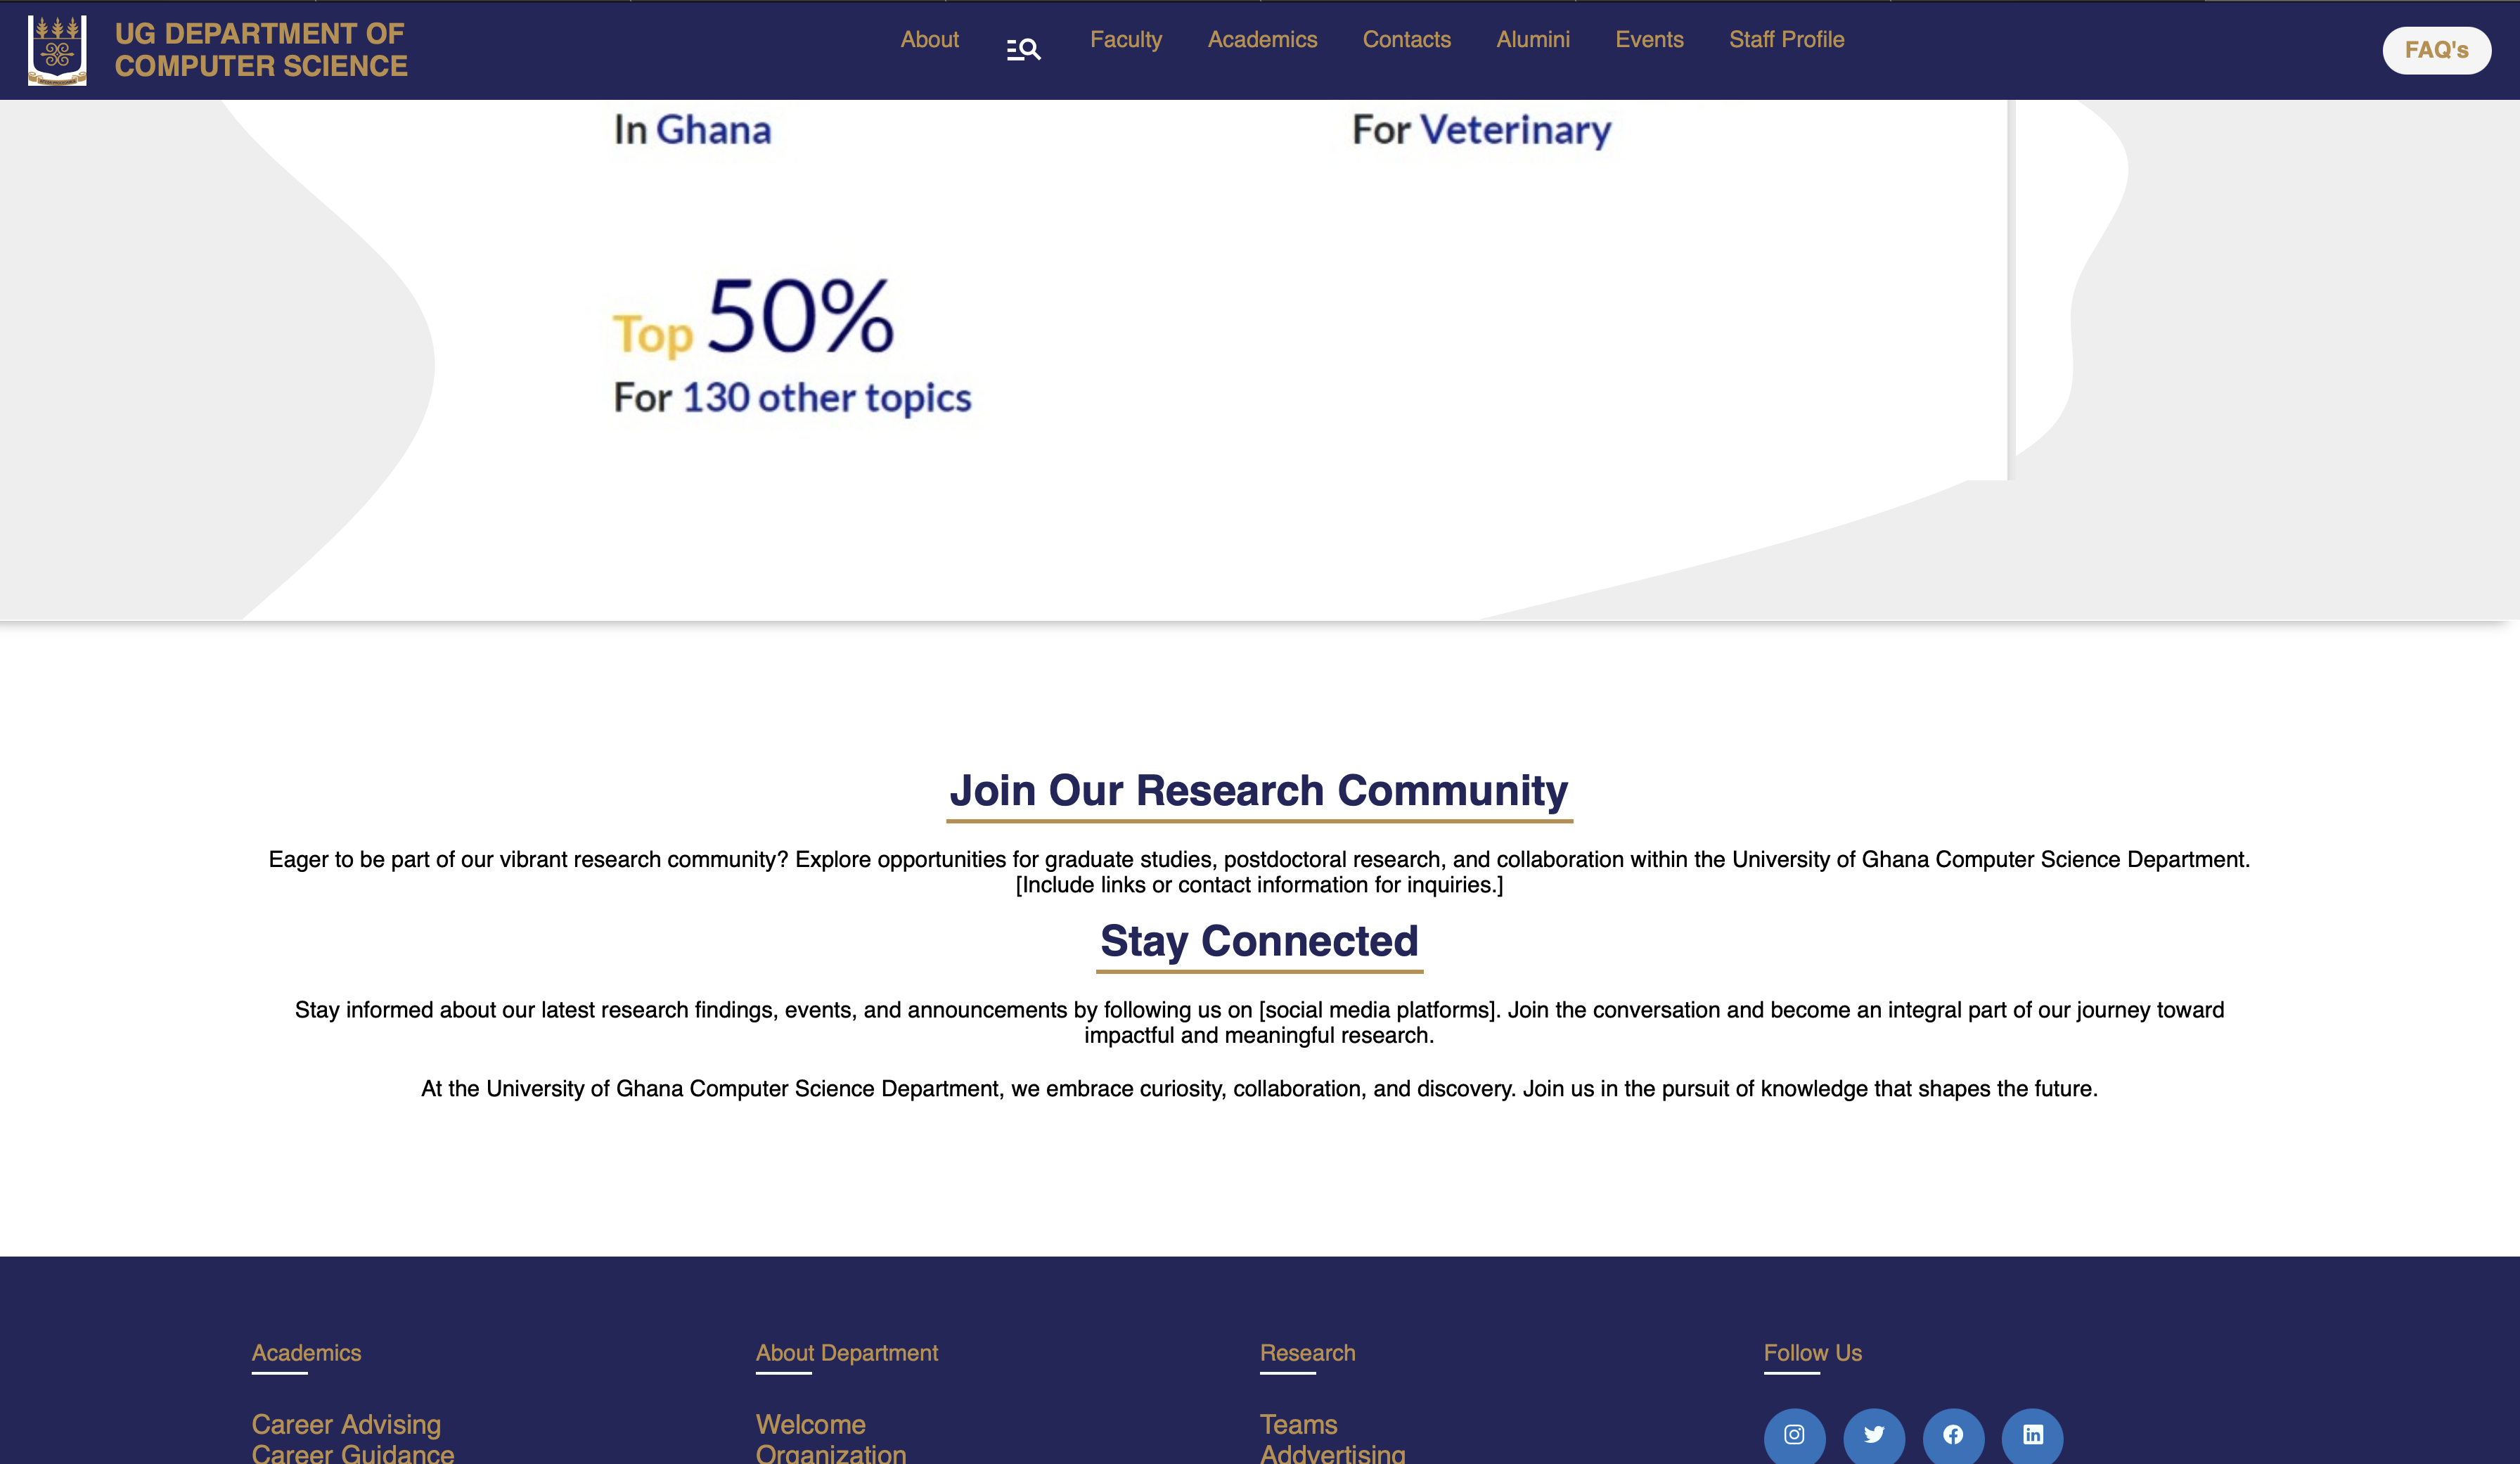 UG DEPARTMENT OF
COMPUTER SCIENCE
About
Faculty
Academics
Contacts
Alumini
Events
Staff Profile
FAQ's
In Ghana
For Veterinary
Top 50%
For 130 other topics
Join Our Research Community
Eager to be part of our vibrant research community? Explore opportunities for graduate studies, postdoctoral research, and collaboration within the University of Ghana Computer Science Department.
[Include links or contact information for inquiries.]
Stay Connected
Stay informed about our latest research findings, events, and announcements by following us on [social media platforms]. Join the conversation and become an integral part of our journey toward
impactful and meaningful research.
At the University of Ghana Computer Science Department, we embrace curiosity, collaboration, and discovery. Join us in the pursuit of knowledge that shapes the future.
Academics
About Department
Research
Follow Us
Career Advising
Welcome
Teams
Career Guidance
Organization
Addvertising